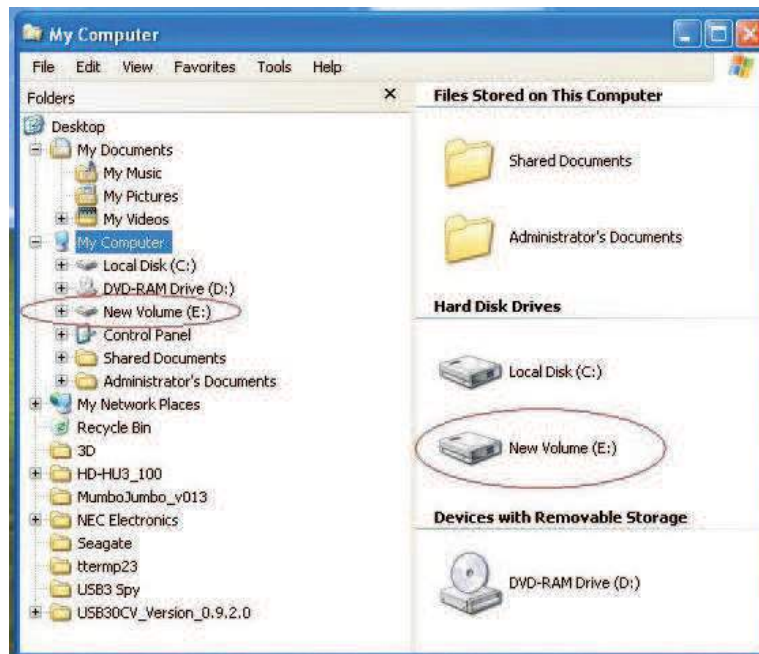 My Computer
File Edit View Favorites Tools Help
Folders
Desktop
My Documents
My Music
My Pictures
My Videos
My Computer
Local Disk (C:)
DVD-RAM Drive (D:)
New Volume (E:)
Control Panel
Shared Documents
Administrator's Documents
My Network Places
Recycle Bin
3D
HD-HU3_100
MumboJumbo_v013
NEC Electronics
Seagate
ttermp23
USB3 Spy
USB30CV_Version_0.9.2.0
Files Stored on This Computer
Shared Documents
Administrator's Documents
Hard Disk Drives
Local Disk (C:)
New Volume (E:)
Devices with Removable Storage
DVD-RAM Drive (D:)